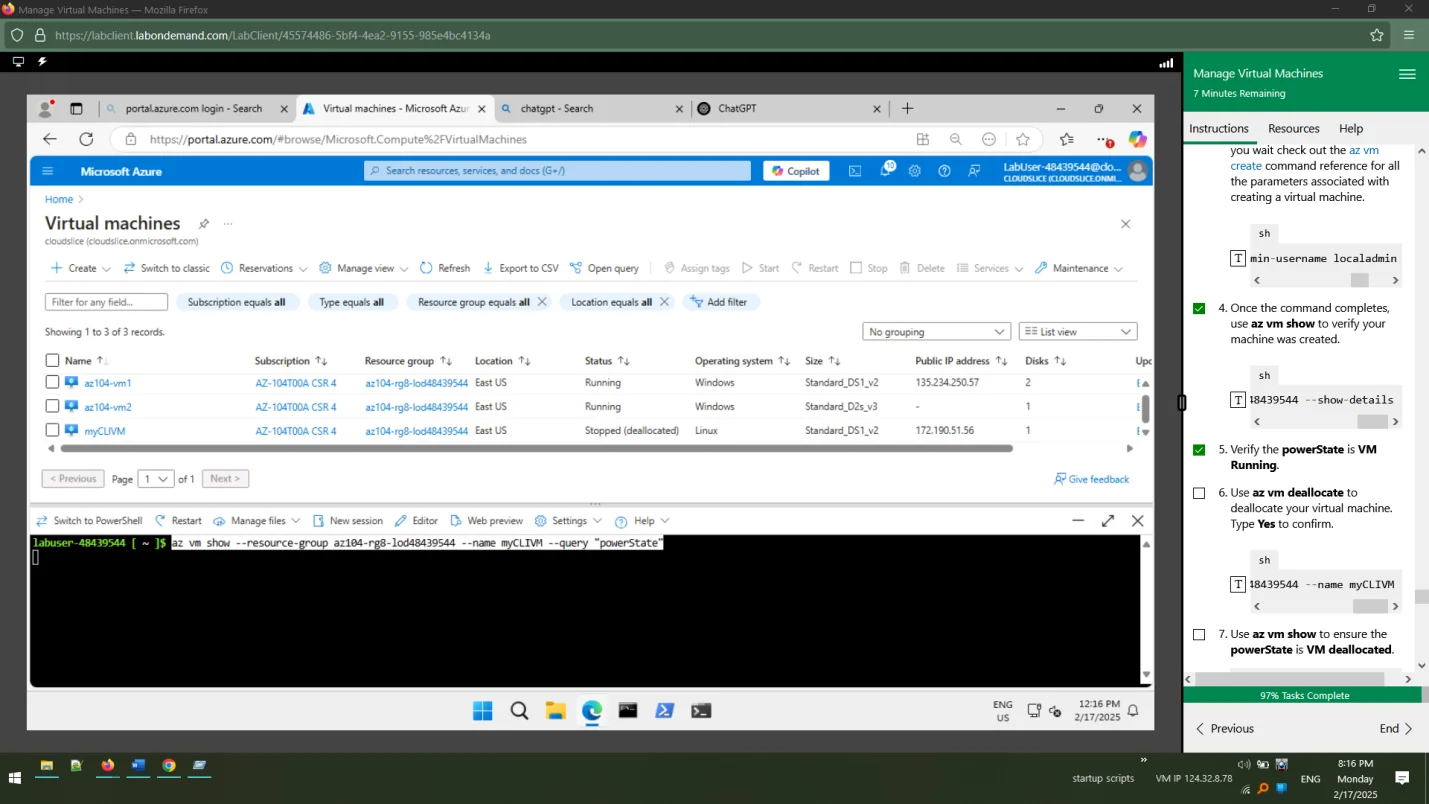 Manage Virtual Machines — Mozilla Firefox
https://labclient.labondemand.com/LabClient/45574486-5bf4-4ea2-9155-985e4bc4134a
portal.azure.com login - Search
Virtual machines - Microsoft Azur
chatgpt - Search
ChatGPT
https://portal.azure.com/#browse/Microsoft.Compute%2FVirtualMachines
Microsoft Azure
Search resources, services, and docs (G+/)
Copilot
10
LabUser-48439544@clo...
CLOUDSLICE (CLOUDSLICE.ONMI...
Home >
Virtual machines
cloudslice (cloudslice.onmicrosoft.com)
Create
Switch to classic
Reservations
Manage view
Refresh
Export to CSV
Open query
Assign tags
Start
Restart
Stop
Delete
Services
Maintenance
Filter for any field...
Subscription equals all
Type equals all
Resource group equals all
Location equals all
Add filter
Showing 1 to 3 of 3 records.
No grouping
List view
Name Subscription Resource group Location Status Operating system Size Public IP address Disks Upd
az104-vm1 AZ-104T00A CSR 4 az104-rg8-lod48439544 East US Running Windows Standard_DS1_v2 135.234.250.57 2 E
az104-vm2 AZ-104T00A CSR 4 az104-rg8-lod48439544 East US Running Windows Standard_D2s_v3 - 1 E
myCLIVM AZ-104T00A CSR 4 az104-rg8-lod48439544 East US Stopped (deallocated) Linux Standard_DS1_v2 172.190.51.56 1 E
< Previous Page 1 of 1 Next >
Give feedback
Switch to PowerShell
Restart
Manage files
New session
Editor
Web preview
Settings
Help
labuser-48439544 [ ~ ]$ az vm show --resource-group az104-rg8-lod48439544 --name myCLIVM --query "powerState"
ENG
US
12:16 PM
2/17/2025
Manage Virtual Machines
7 Minutes Remaining
Instructions Resources Help
you wait check out the az vm
create command reference for all
the parameters associated with
creating a virtual machine.
sh
T
min-username localadmin
4. Once the command completes,
use az vm show to verify your
machine was created.
sh
T
48439544 --show-details
5. Verify the powerState is VM
Running.
6. Use az vm deallocate to
deallocate your virtual machine.
Type Yes to confirm.
sh
T
48439544 --name myCLIVM
7. Use az vm show to ensure the
powerState is VM deallocated.
97% Tasks Complete
Previous
End
startup scripts
VM IP 124.32.8.78
ENG
8:16 PM
Monday
2/17/2025